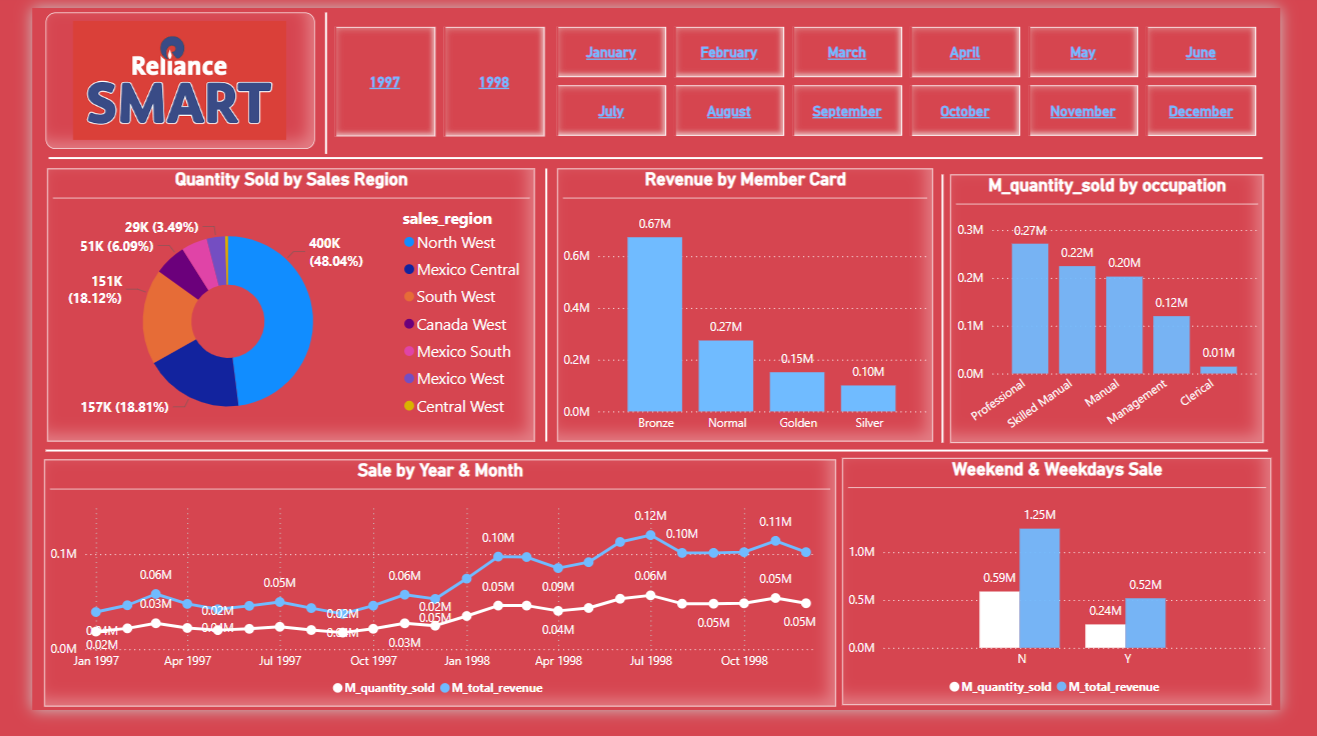 Reliance
SMART
1997
1998
January
February
March
April
May
June
July
August
September
October
November
December
Quantity Sold by Sales Region
29K (3.49%)
51K (6.09%)
151K
(18.12%)
157K (18.81%)
400K
(48.04%)
sales_region
North West
Mexico Central
South West
Canada West
Mexico South
Mexico West
Central West
Revenue by Member Card
0.6M
0.4M
0.2M
0.0M
0.67M
0.27M
0.15M
0.10M
Bronze
Normal
Golden
Silver
M_quantity_sold by occupation
0.3M
0.2M
0.1M
0.0M
0.27M
0.22M
0.20M
0.12M
0.01M
Professional
Skilled Manual
Manual
Management
Clerical
Sale by Year & Month
0.1M
0.0M
0.06M
0.05M
0.06M
0.10M
0.12M
0.10M
0.11M
0.03M
0.02M
0.02M
0.02M
0.05M
0.05M
0.09M
0.06M
0.05M
0.04M
0.04M
0.02M
0.03M
0.04M
0.05M
0.05M
Jan 1997
Apr 1997
Jul 1997
Oct 1997
Jan 1998
Apr 1998
Jul 1998
Oct 1998
M_quantity_sold
M_total_revenue
Weekend & Weekdays Sale
1.0M
0.5M
0.0M
0.59M
1.25M
0.24M
0.52M
N
Y
M_quantity_sold
M_total_revenue